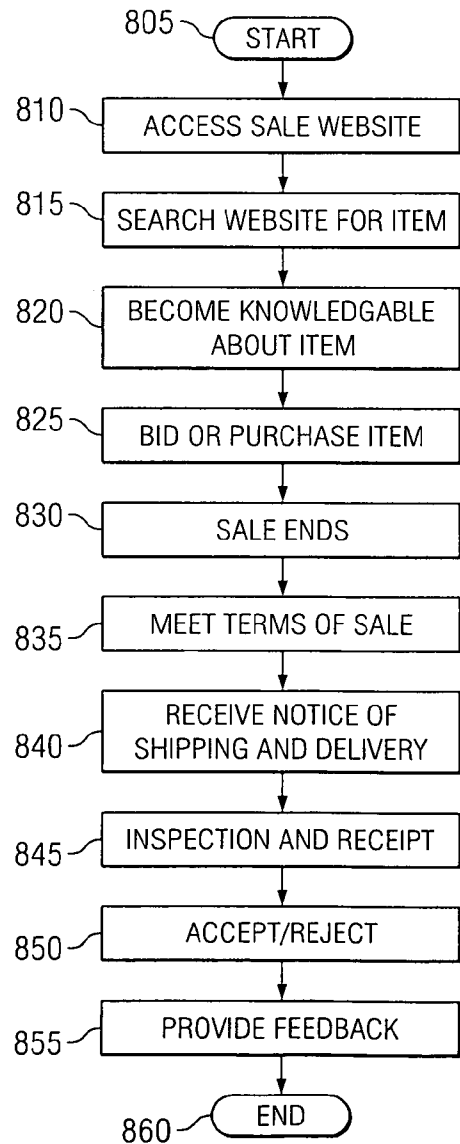 805
START
810
ACCESS SALE WEBSITE
815
SEARCH WEBSITE FOR ITEM
820
BECOME KNOWLEDGABLE
ABOUT ITEM
825
BID OR PURCHASE ITEM
830
SALE ENDS
835
MEET TERMS OF SALE
840
RECEIVE NOTICE OF
SHIPPING AND DELIVERY
845
INSPECTION AND RECEIPT
850
ACCEPT/REJECT
855
PROVIDE FEEDBACK
860
END